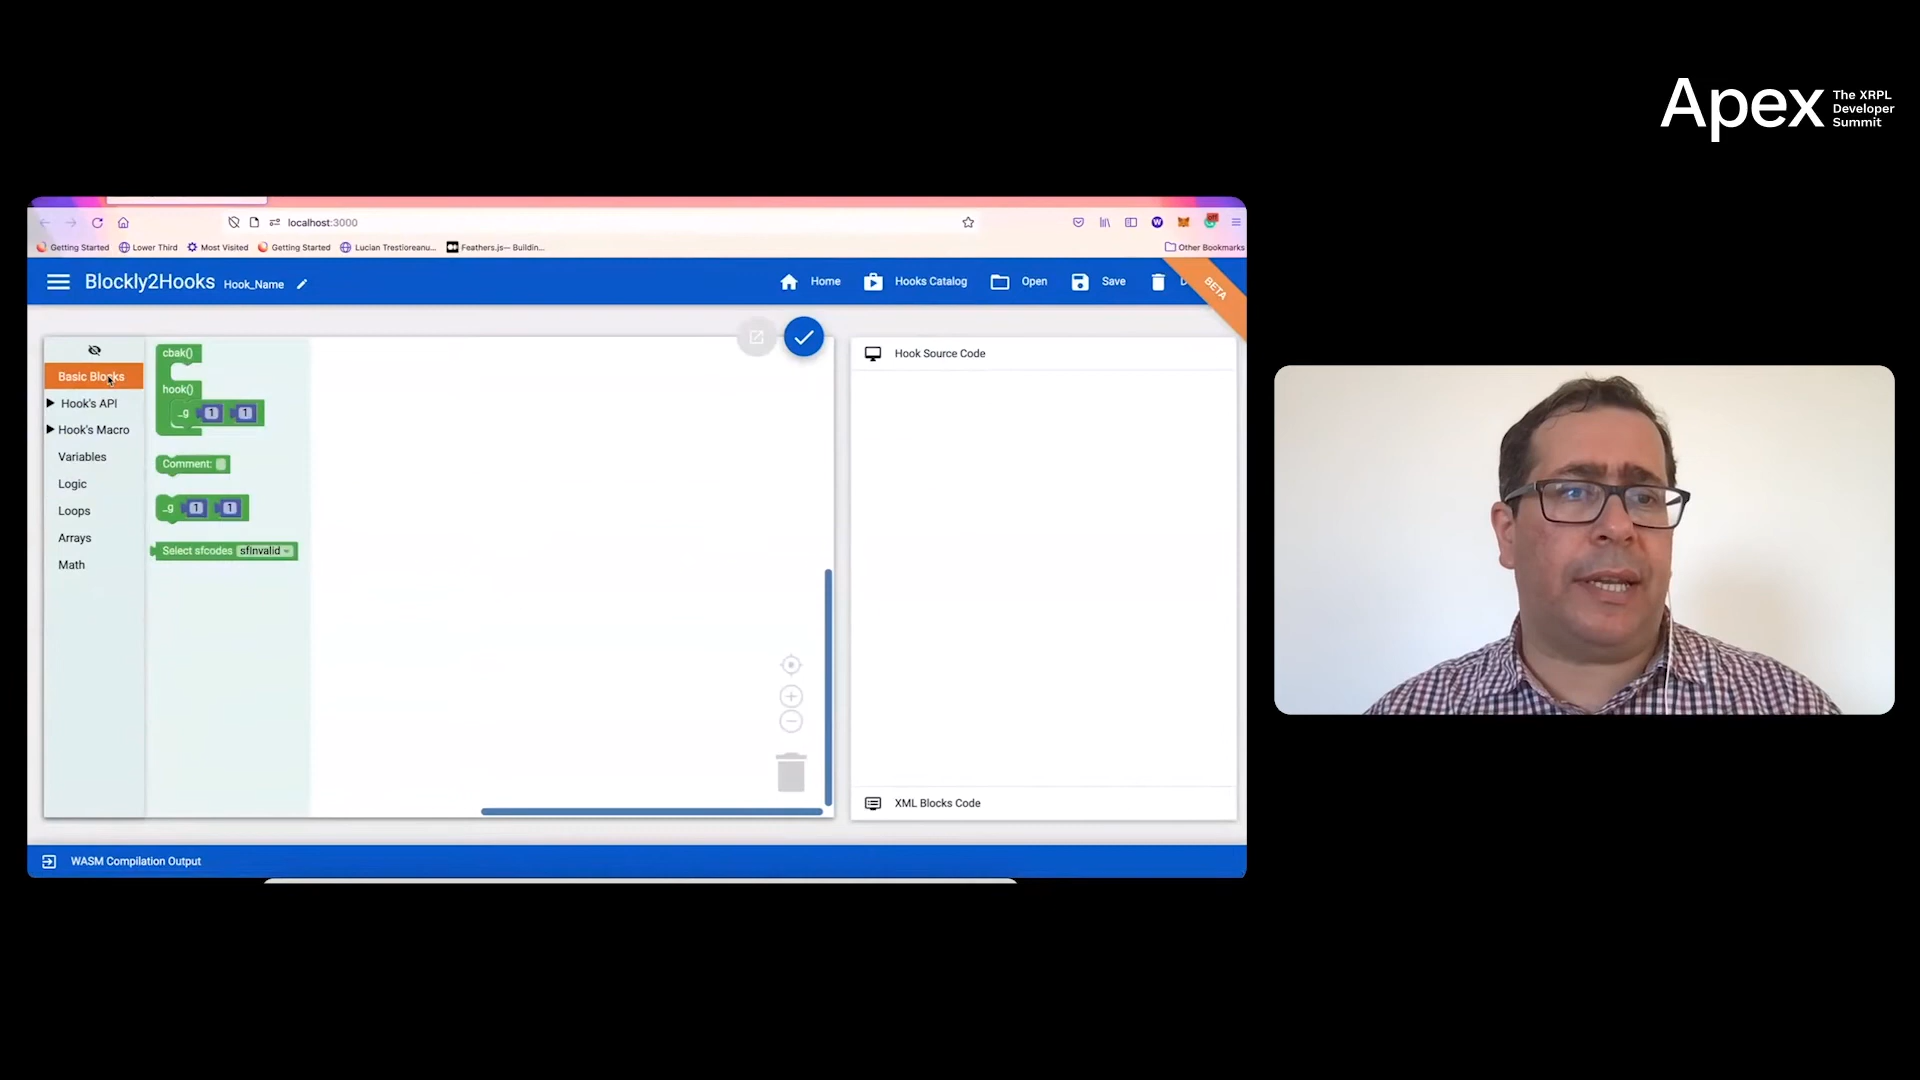 Apex
The XRPL
Developer
Summit
localhost:3000
Getting Started
Lower Third
Most Visited
Getting Started
Lucian Trestioreanu...
Feathers.js— Buildin...
Other Bookmarks
Blockly2Hooks
Hook_Name
Home
Hooks Catalog
Open
Save
BETA
Basic Blocks
Hook's API
Hook's Macro
Variables
Logic
Loops
Arrays
Math
cbak()
hook()
_g 1 1
Comment:
_g 1 1
Select sfcodes sfInvalid
Hook Source Code
XML Blocks Code
WASM Compilation Output